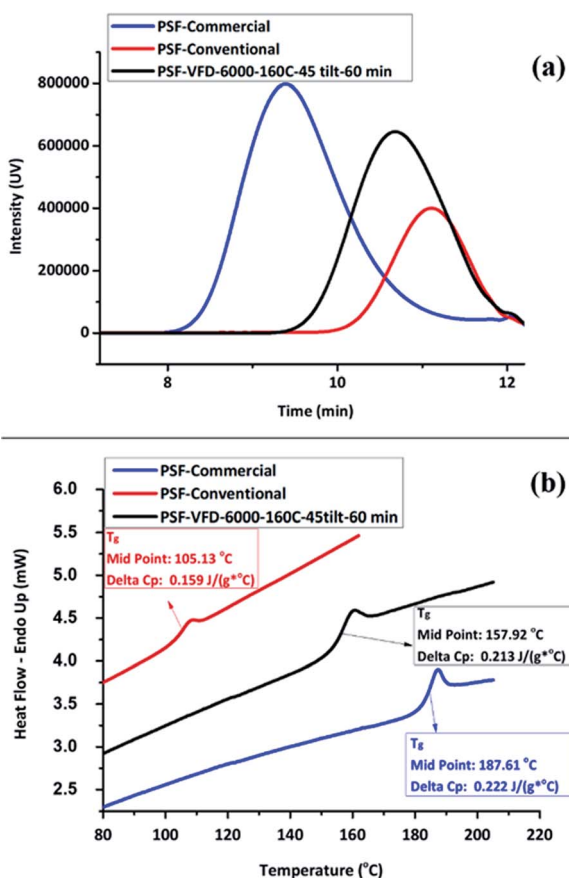 PSF-Commercial
PSF-Conventional
PSF-VFD-6000-160C-45 tilt-60 min
(a)
800000
600000
400000
200000
0
Intensity (UV)
8
10
12
Time (min)
PSF-Commercial
PSF-Conventional
PSF-VFD-6000-160C-45tilt-60 min
(b)
6.0
5.5
5.0
4.5
4.0
3.5
3.0
2.5
Heat Flow - Endo Up (mW)
Tg
Mid Point: 105.13 °C
Delta Cp: 0.159 J/(g*°C)
Tg
Mid Point: 157.92 °C
Delta Cp: 0.213 J/(g*°C)
Tg
Mid Point: 187.61 °C
Delta Cp: 0.222 J/(g*°C)
80
100
120
140
160
180
200
220
Temperature (°C)